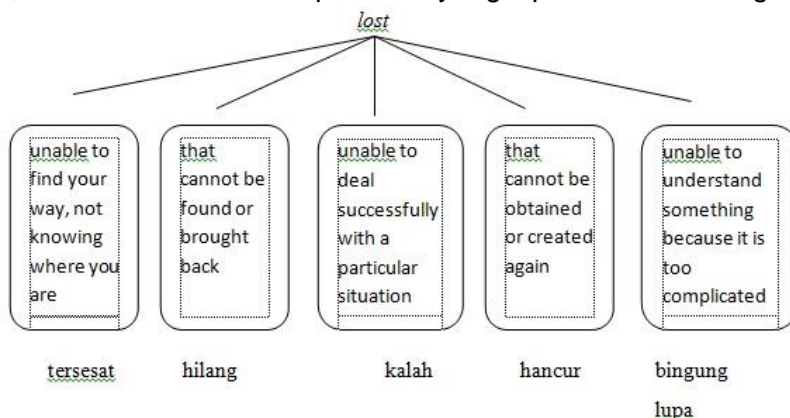 lost
unable to
find your
way, not
knowing
where you
are
that
cannot be
found or
brought
back
unable to
deal
successfully
with a
particular
situation
that
cannot be
obtained
or created
again
unable to
understand
something
because it is
too
complicated
tersesat
hilang
kalah
hancur
bingung
lupa